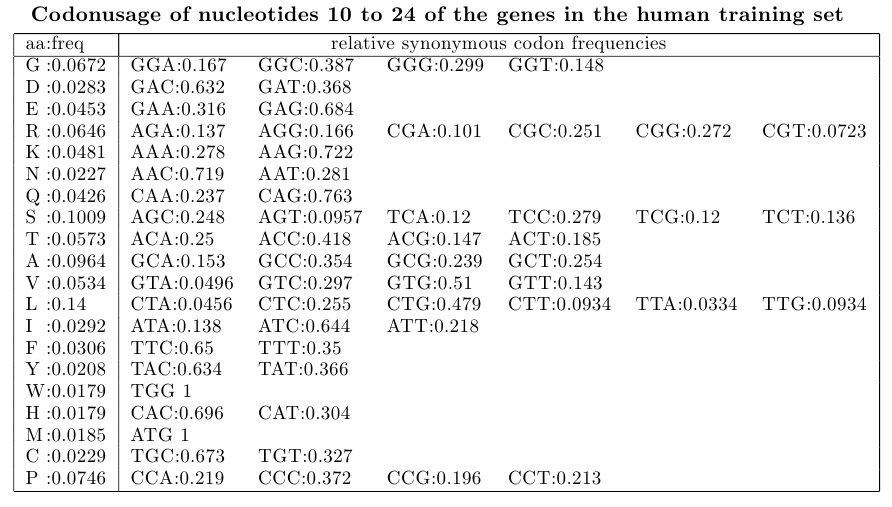 Codonusage of nucleotides 10 to 24 of the genes in the human training set
aa:freq relative synonymous codon frequencies
G :0.0672 GGA:0.167 GGC:0.387 GGG:0.299 GGT:0.148
D :0.0283 GAC:0.632 GAT:0.368
E :0.0453 GAA:0.316 GAG:0.684
R :0.0646 AGA:0.137 AGG:0.166 CGA:0.101 CGC:0.251 CGG:0.272 CGT:0.0723
K :0.0481 AAA:0.278 AAG:0.722
N :0.0227 AAC:0.719 AAT:0.281
Q :0.0426 CAA:0.237 CAG:0.763
S :0.1009 AGC:0.248 AGT:0.0957 TCA:0.12 TCC:0.279 TCG:0.12 TCT:0.136
T :0.0573 ACA:0.25 ACC:0.418 ACG:0.147 ACT:0.185
A :0.0964 GCA:0.153 GCC:0.354 GCG:0.239 GCT:0.254
V :0.0534 GTA:0.0496 GTC:0.297 GTG:0.51 GTT:0.143
L :0.14 CTA:0.0456 CTC:0.255 CTG:0.479 CTT:0.0934 TTA:0.0334 TTG:0.0934
I :0.0292 ATA:0.138 ATC:0.644 ATT:0.218
F :0.0306 TTC:0.65 TTT:0.35
Y :0.0208 TAC:0.634 TAT:0.366
W:0.0179 TGG 1
H :0.0179 CAC:0.696 CAT:0.304
M :0.0185 ATG 1
C :0.0229 TGC:0.673 TGT:0.327
P :0.0746 CCA:0.219 CCC:0.372 CCG:0.196 CCT:0.213